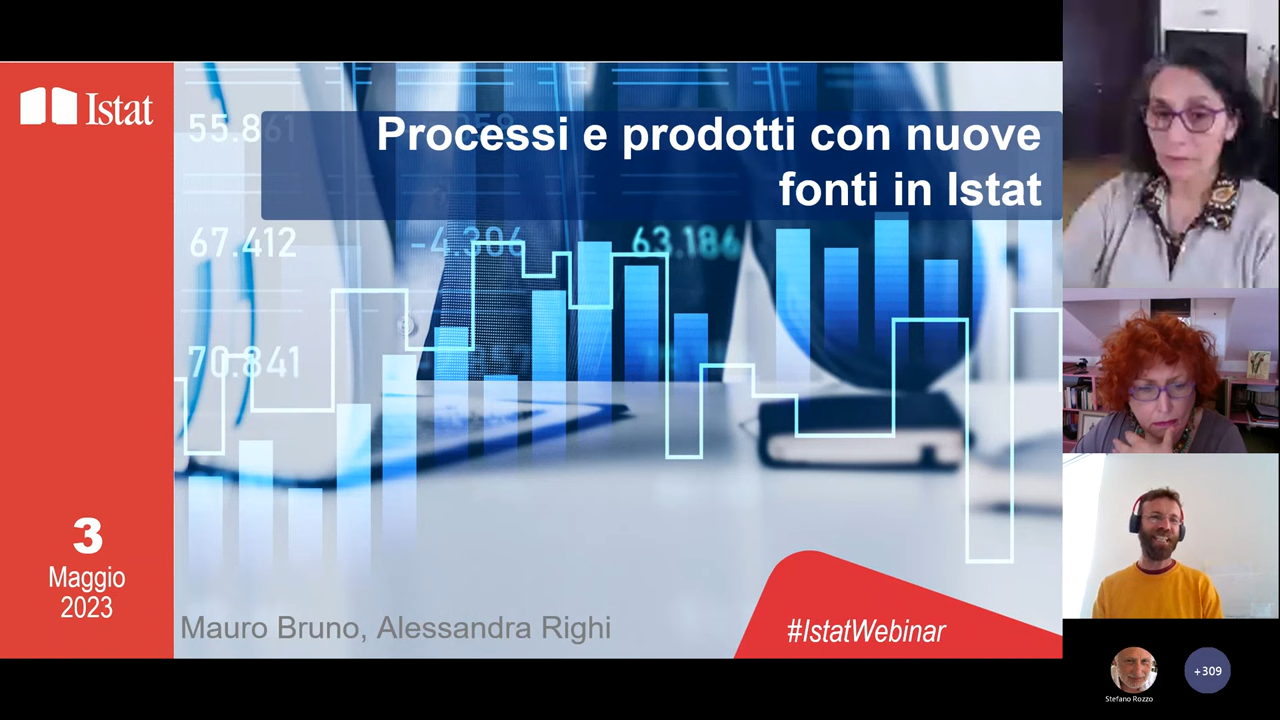 Istat
Processi e prodotti con nuove
fonti in Istat
55.861
67.412
-4.306
63.186
70.841
3
Maggio
2023
Mauro Bruno, Alessandra Righi
#IstatWebinar
+309
Stefano Rozzo